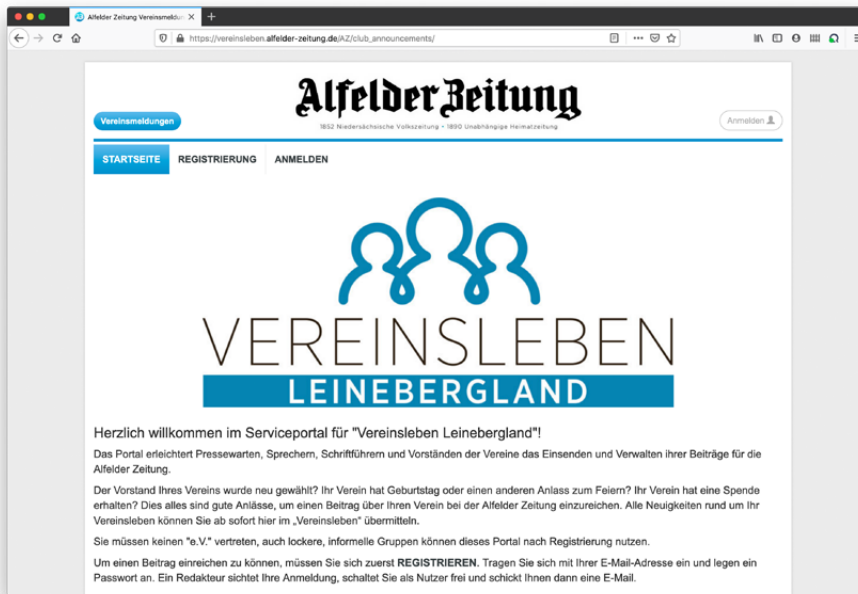 Alfelder Zeitung Vereinsmeldun
https://vereinsleben.alfelder-zeitung.de/AZ/club_announcements/
Alfelder Zeitung
Vereinsmeldungen
1852 Niedersächsische Volkszeitung • 1890 Unabhängige Heimatzeitung
Anmelden
STARTSEITE REGISTRIERUNG ANMELDEN
VEREINSLEBEN
LEINEBERGLAND
Herzlich willkommen im Serviceportal für "Vereinsleben Leinebergland"!
Das Portal erleichtert Pressewarten, Sprechern, Schriftführern und Vorständen der Vereine das Einsenden und Verwalten ihrer Beiträge für die
Alfelder Zeitung.
Der Vorstand Ihres Vereins wurde neu gewählt? Ihr Verein hat Geburtstag oder einen anderen Anlass zum Feiern? Ihr Verein hat eine Spende
erhalten? Dies alles sind gute Anlässe, um einen Beitrag über Ihren Verein bei der Alfelder Zeitung einzureichen. Alle Neuigkeiten rund um Ihr
Vereinsleben können Sie ab sofort hier im „Vereinsleben" übermitteln.
Sie müssen keinen "e.V." vertreten, auch lockere, informelle Gruppen können dieses Portal nach Registrierung nutzen.
Um einen Beitrag einreichen zu können, müssen Sie sich zuerst REGISTRIEREN. Tragen Sie sich mit Ihrer E-Mail-Adresse ein und legen ein
Passwort an. Ein Redakteur sichtet Ihre Anmeldung, schaltet Sie als Nutzer frei und schickt Ihnen dann eine E-Mail.